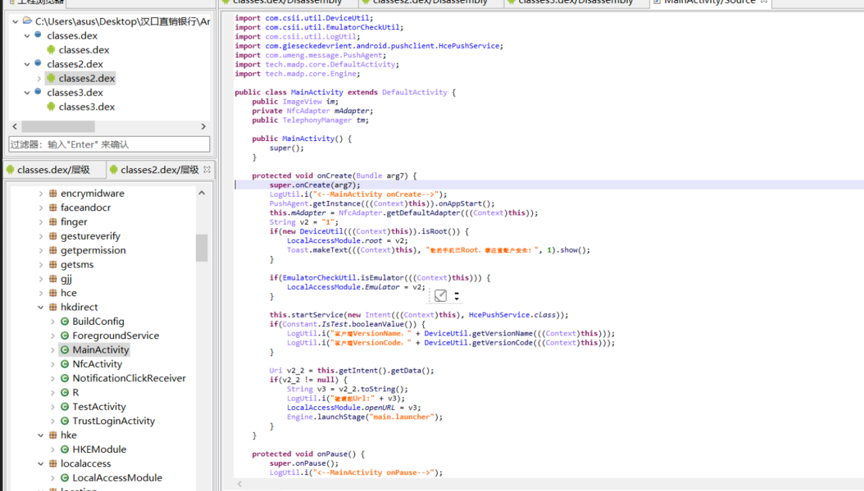 工程浏览器
classes.dex/Disassembly
classes2.dex/Disassembly
classes3.dex/Disassembly
MainActivity/Source
C:\Users\asus\Desktop\汉口直销银行\Ar
classes.dex
classes.dex
classes2.dex
classes2.dex
classes3.dex
classes3.dex
过滤器：输入"Enter" 来确认
classes.dex/层级
classes2.dex/层级
encrymidware
faceandocr
finger
gestureverify
getpermission
getsms
gjj
hce
hkdirect
BuildConfig
ForegroundService
MainActivity
NfcActivity
NotificationClickReceiver
R
TestActivity
TrustLoginActivity
hke
HKEModule
localaccess
LocalAccessModule
location
import com.csii.util.DeviceUtil;
import com.csii.util.EmulatorCheckUtil;
import com.csii.util.LogUtil;
import com.gieseckedevrient.android.pushclient.HcePushService;
import com.umeng.message.PushAgent;
import tech.madp.core.DefaultActivity;
import tech.madp.core.Engine;
public class MainActivity extends DefaultActivity {
public ImageView im;
private NfcAdapter mAdapter;
public TelephonyManager tm;
public MainActivity() {
super();
}
protected void onCreate(Bundle arg7) {
super.onCreate(arg7);
LogUtil.i("<--MainActivity onCreate-->");
PushAgent.getInstance(((Context)this)).onAppStart();
this.mAdapter = NfcAdapter.getDefaultAdapter(((Context)this));
String v2 = "1";
if(new DeviceUtil(((Context)this)).isRoot()) {
LocalAccessModule.root = v2;
Toast.makeText(((Context)this), "您的手机已Root，请注意账户安全！", 1).show();
}
if(EmulatorCheckUtil.isEmulator(((Context)this))) {
LocalAccessModule.Emulator = v2;
}
this.startService(new Intent(((Context)this), HcePushService.class));
if(Constant.IsTest.booleanValue()) {
LogUtil.i("客户端VersionName：" + DeviceUtil.getVersionName(((Context)this)));
LogUtil.i("客户端VersionCode：" + DeviceUtil.getVersionCode(((Context)this)));
}
Uri v2_2 = this.getIntent().getData();
if(v2_2 != null) {
String v3 = v2_2.toString();
LogUtil.i("Url:" + v3);
LocalAccessModule.openURL = v3;
Engine.launchStage("main.launcher");
}
}
protected void onPause() {
super.onPause();
LogUtil.i("<--MainActivity onPause-->");